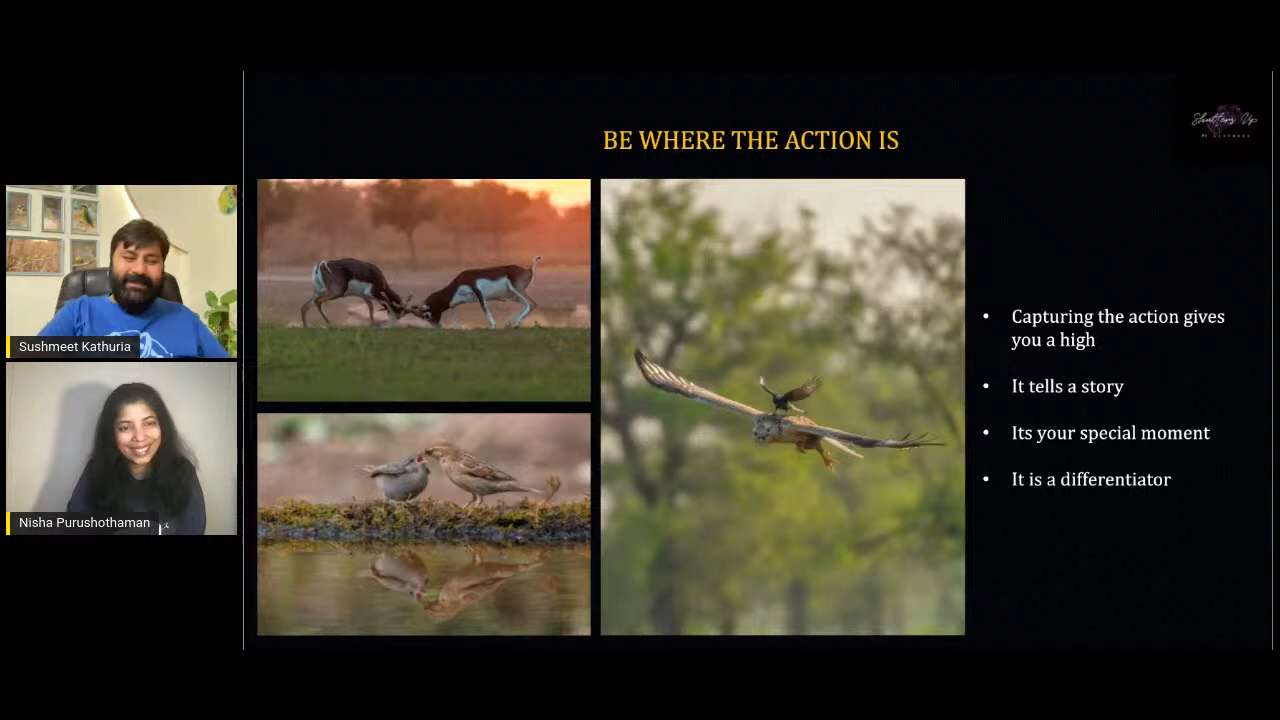 BE WHERE THE ACTION IS
Sushmeet Kathuria
Nisha Purushothaman
• Capturing the action gives
you a high
• It tells a story
• Its your special moment
• It is a differentiator